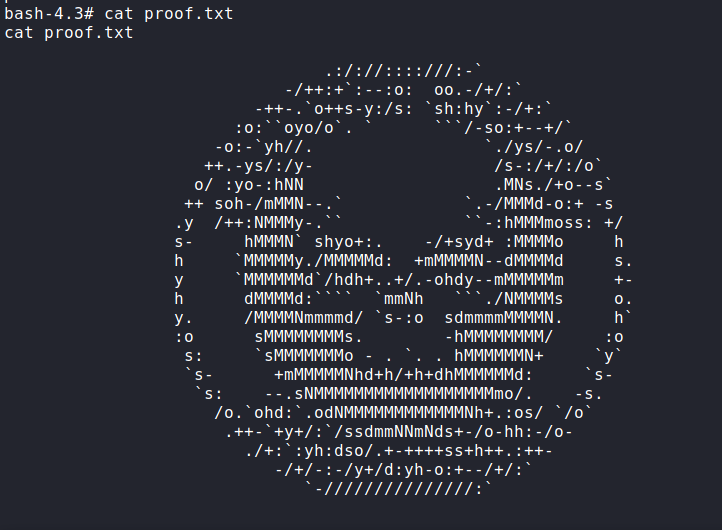 bash-4.3# cat proof.txt
cat proof.txt
.:/://::::///:-`
-/++:+`:--:o:  oo.-/+/:`
-++-.`o++s-y:/s: `sh:hy`:-/+:`
:o:``oyo/o`. `      ```/-so:+--+/`
-o:-`yh//.                 `./ys/-.o/
++.-ys/:/y-                  /s-:/+/:/o`
o/ :yo-:hNN                   .MNs./+o--s`
++ soh-/mMMN--.`            `.-/MMMd-o:+ -s
.y  /++:NMMMy-.``            ``-:hMMMmoss: +/
s-     hMMMN` shyo+:.    -/+syd+ :MMMMo     h
h     `MMMMMy./MMMMMd:  +mMMMMN--dMMMMd     s.
y     `MMMMMMd`/hdh+..+/.-ohdy--mMMMMMm     +-
h      dMMMMd:````  `mmNh   ```./NMMMMs     o.
y.     /MMMMNmmmmd/ `s-:o  sdmmmMMMMN.     h`
:o      sMMMMMMMMs.        -hMMMMMMMM/     :o
s:     `sMMMMMMMo - . `. . hMMMMMMN+     `y`
`s-      +mMMMMMNhd+h/+h+dhMMMMMMd:     `s-
`s:    --.sNMMMMMMMMMMMMMMMMMMmo/.    -s.
/o.`ohd:`.odNMMMMMMMMMMMMNh+.:os/ `/o`
.++-`+y+/:`/ssdmmNNmNds+-/o-hh:-/o-
./+:`:yh:dso/.+-++++ss+h++.:++-
-/+/-:-/y+/d:yh-o:+--/+/:`
`-///////////////:`